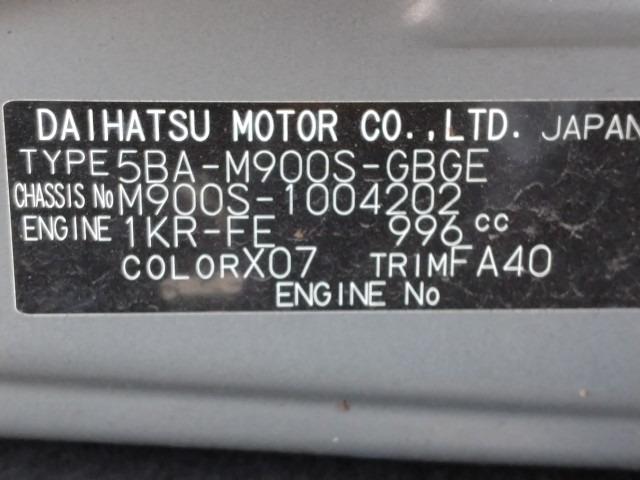 DAIHATSU MOTOR CO.,LTD. JAPAN
TYPE 5BA-M900S-GBGE
CHASSIS No M900S-1004202
ENGINE 1KR-FE 996 cc
COLOR X07 TRIM FA40
ENGINE No